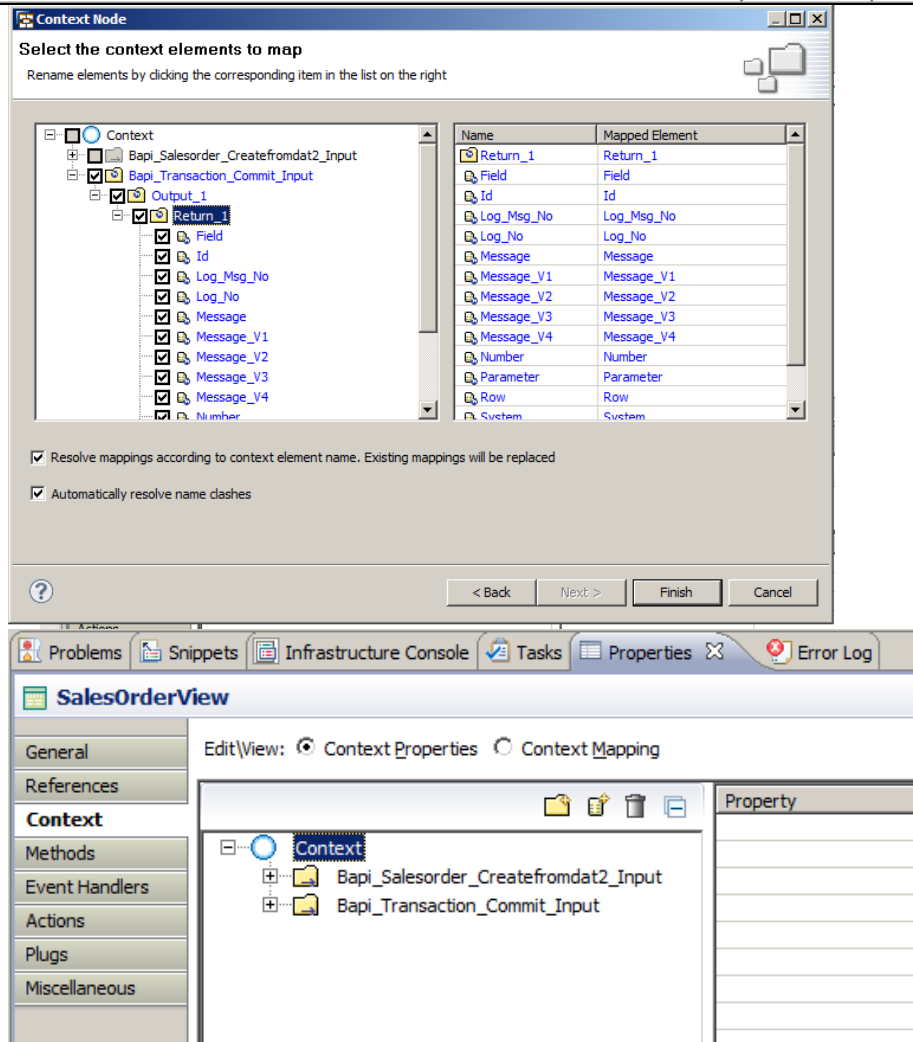 Context Node
Select the context elements to map
Rename elements by clicking the corresponding item in the list on the right
Context
Bapi_Salesorder_Createfromdat2_Input
Bapi_Transaction_Commit_Input
Output_1
Return_1
Field
Id
Log_Msg_No
Log_No
Message
Message_V1
Message_V2
Message_V3
Message_V4
Number
Name Mapped Element
Return_1 Return_1
Field Field
Id Id
Log_Msg_No Log_Msg_No
Log_No Log_No
Message Message
Message_V1 Message_V1
Message_V2 Message_V2
Message_V3 Message_V3
Message_V4 Message_V4
Number Number
Parameter Parameter
Row Row
System System
Resolve mappings according to context element name. Existing mappings will be replaced
Automatically resolve name clashes
? < Back Next > Finish Cancel
Actions
Problems Snippets Infrastructure Console Tasks Properties Error Log
SalesOrderView
General
References
Context
Methods
Event Handlers
Actions
Plugs
Miscellaneous
Edit\View: Context Properties Context Mapping
Property
Context
Bapi_Salesorder_Createfromdat2_Input
Bapi_Transaction_Commit_Input